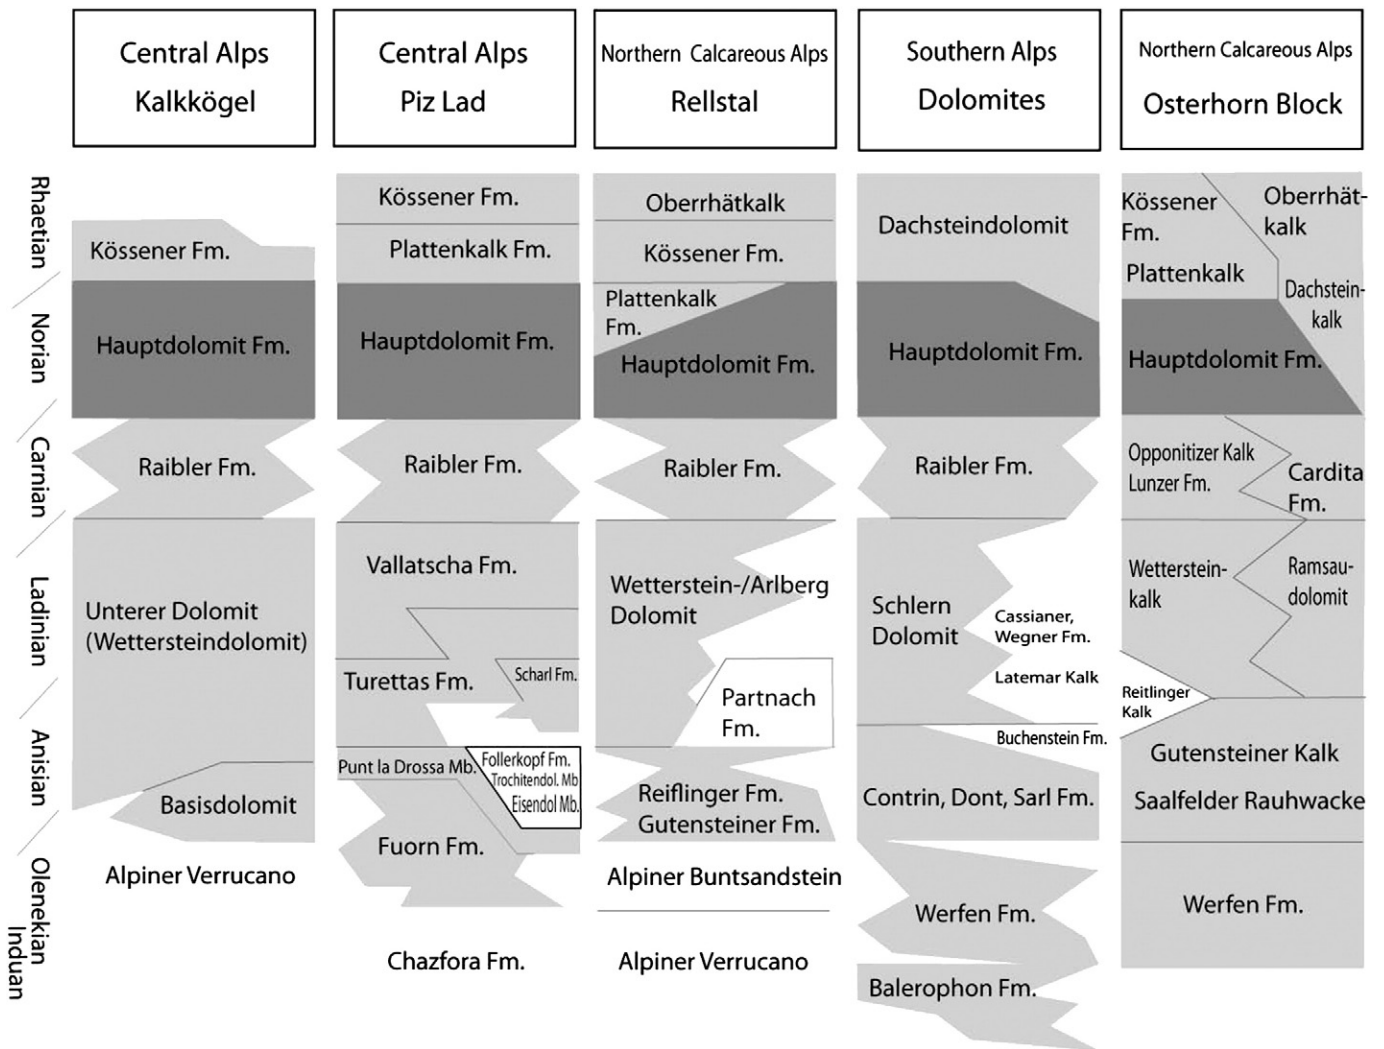 Central Alps
Kalkkögel
Central Alps
Piz Lad
Northern Calcareous Alps
Rellstal
Southern Alps
Dolomites
Northern Calcareous Alps
Osterhorn Block
Rhaetian
Norian
Carnian
Ladinian
Anisian
Olenekian
Induan
Kössener Fm.
Hauptdolomit Fm.
Raibler Fm.
Unterer Dolomit
(Wettersteindolomit)
Basisdolomit
Alpiner Verrucano
Kössener Fm.
Plattenkalk Fm.
Hauptdolomit Fm.
Raibler Fm.
Vallatscha Fm.
Turettas Fm.
Scharl Fm.
Punt la Drossa Mb.
Follerkopf Fm.
Trochitendol. Mb
Eisendol Mb.
Fuorn Fm.
Chazfora Fm.
Oberrhätkalk
Kössener Fm.
Plattenkalk
Fm.
Hauptdolomit Fm.
Raibler Fm.
Wetterstein-/Arlberg
Dolomit
Partnach
Fm.
Reiflinger Fm.
Gutensteiner Fm.
Alpiner Buntsandstein
Alpiner Verrucano
Dachsteindolomit
Hauptdolomit Fm.
Raibler Fm.
Schlern
Dolomit
Cassianer,
Wegner Fm.
Latemar Kalk
Buchenstein Fm.
Contrin, Dont, Sarl Fm.
Werfen Fm.
Balerophon Fm.
Kössener
Fm.
Oberrhät-
kalk
Plattenkalk
Dachstein-
kalk
Hauptdolomit Fm.
Opponitzer Kalk
Lunzer Fm.
Cardita
Fm.
Wetterstein-
kalk
Ramsau-
dolomit
Reitlinger
Kalk
Gutensteiner Kalk
Saalfelder Rauhwacke
Werfen Fm.